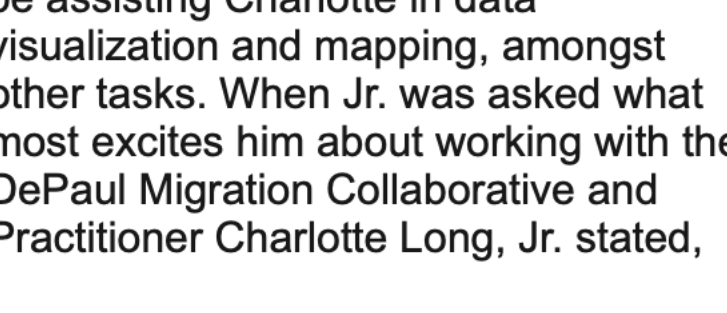 be assisting Charlotte in data
visualization and mapping, amongst
other tasks. When Jr. was asked what
most excites him about working with the
DePaul Migration Collaborative and
Practitioner Charlotte Long, Jr. stated,